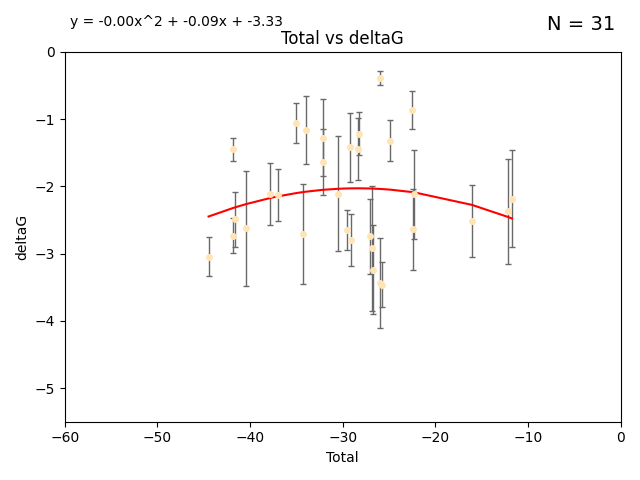 y = -0.00x^2 + -0.09x + -3.33
N = 31
Total vs deltaG
0
−1
−2
−3
−4
−5
deltaG
−60
−50
−40
−30
−20
−10
0
Total